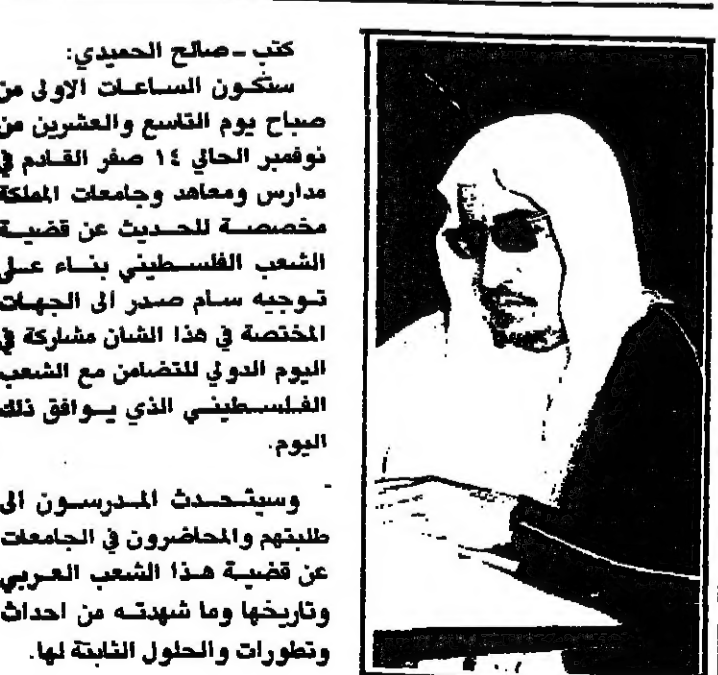 كتب ــ صالح الحميدي:
ستكون الساعات الاولى من
صباح يوم التاسع والعشرين من
نوفمبر الحالي ١٤ صفر القادم في
مدارس ومعاهد وجامعات المملكة
مخصصة للحديث عن قضية
الشعب الفلسطيني بناء على
توجيه سام صدر الى الجهات
المختصة في هذا الشان مشاركة في
اليوم الدولي للتضامن مع الشعب
الفلسطيني الذي يوافق ذلك
اليوم.
وسيتحدث المدرسون الى
طلبتهم والمحاضرون في الجامعات
عن قضية هذا الشعب العربي
وتاريخها وما شهدته من احداث
وتطورات والحلول الثابتة لها.